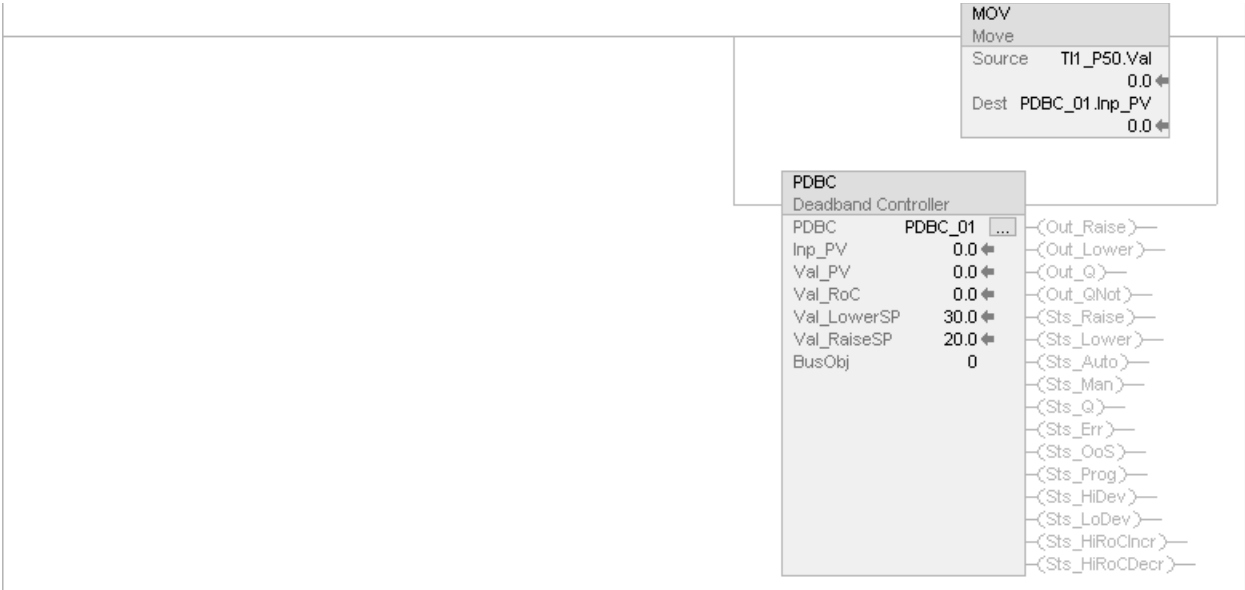 MOV
Move
Source TI1_P50.Val
0.0
Dest PDBC_01.Inp_PV
0.0
PDBC
Deadband Controller
PDBC PDBC_01 ...
(Out_Raise)
Inp_PV 0.0
(Out_Lower)
Val_PV 0.0
(Out_Q)
Val_RoC 0.0
(Out_QNot)
Val_LowerSP 30.0
(Sts_Raise)
Val_RaiseSP 20.0
(Sts_Lower)
BusObj 0
(Sts_Auto)
(Sts_Man)
(Sts_Q)
(Sts_Err)
(Sts_OoS)
(Sts_Prog)
(Sts_HiDev)
(Sts_LoDev)
(Sts_HiRoCIncr)
(Sts_HiRoCDecr)